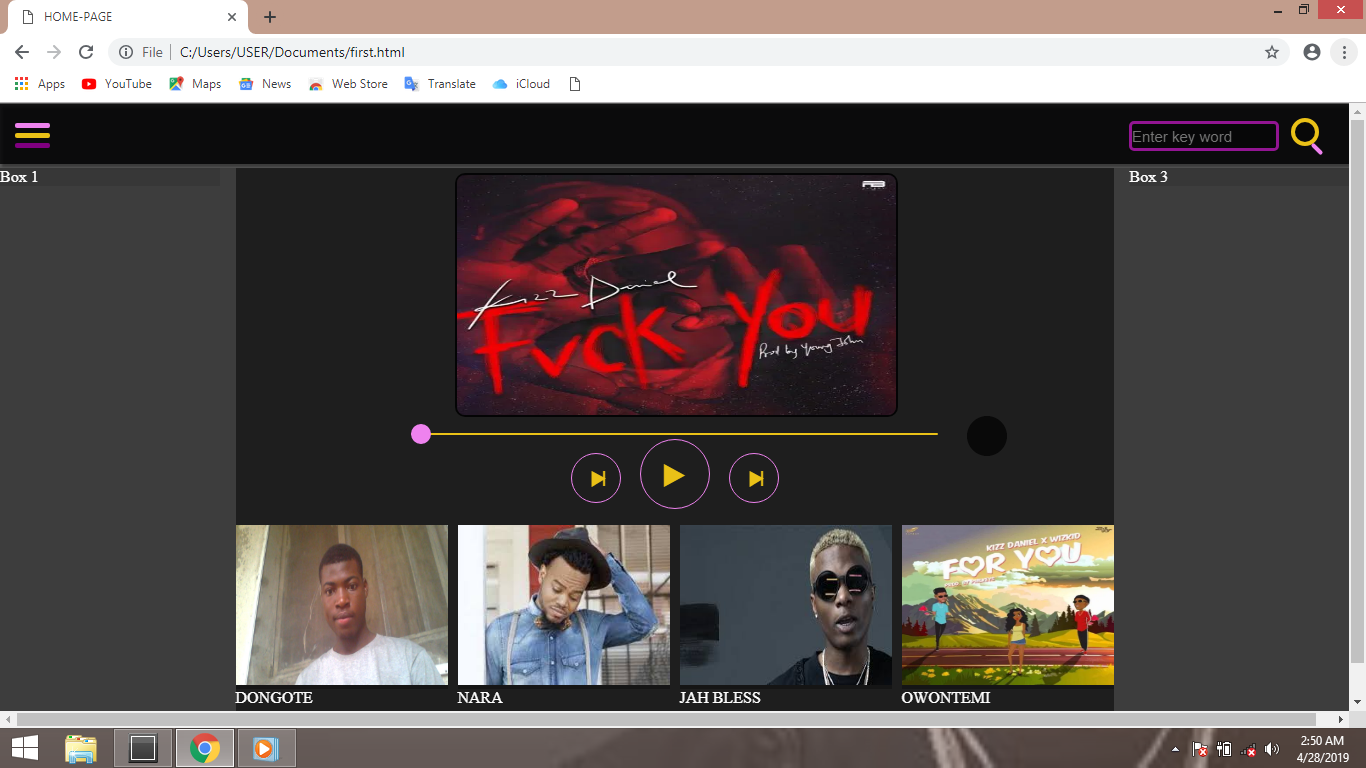 HOME-PAGE
File
C:/Users/USER/Documents/first.html
Apps
YouTube
Maps
News
Web Store
Translate
iCloud
Enter key word
Box 1
Box 3
Kizz Daniel
Fvck You
Prod by Young John
KIZZ DANIEL X WIZKID
FOR YOU
DONGOTE
NARA
JAH BLESS
OWONTEMI
2:50 AM
4/28/2019